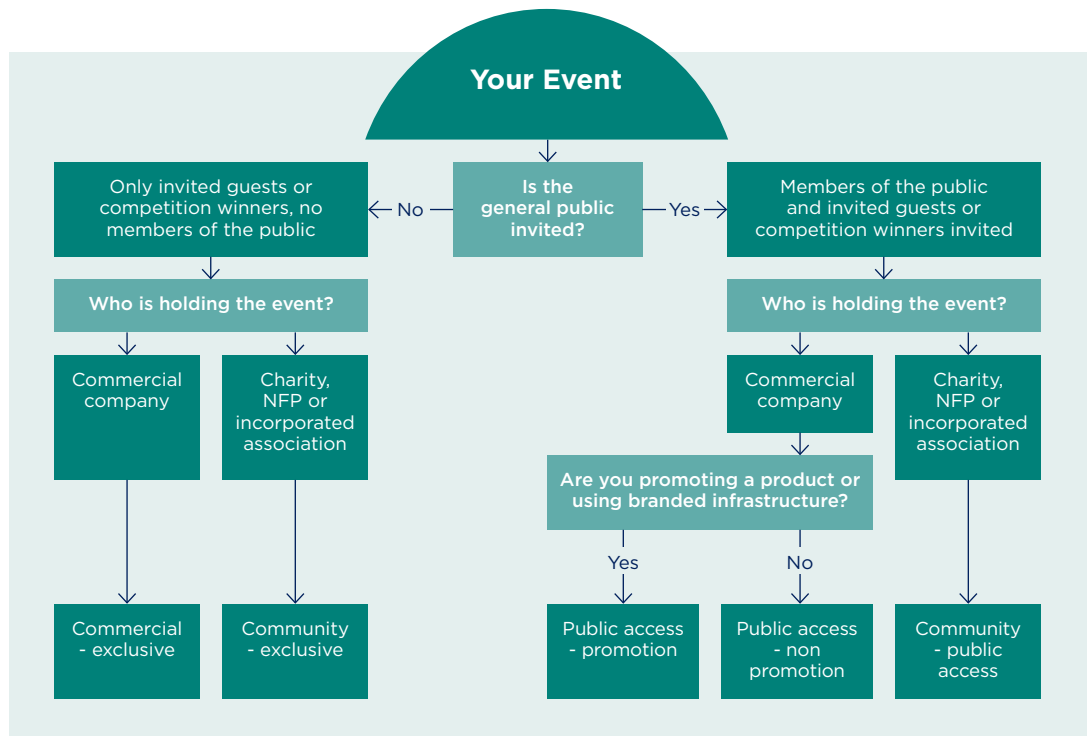 Your Event
Only invited guests or
competition winners, no
members of the public
No
Is the
general public
invited?
Yes
Members of the public
and invited guests or
competition winners invited
Who is holding the event?
Who is holding the event?
Commercial
company
Charity,
NFP or
incorporated
association
Commercial
company
Charity,
NFP or
incorporated
association
Are you promoting a product or
using branded infrastructure?
Yes
No
Commercial
- exclusive
Community
- exclusive
Public access
- promotion
Public access
- non
promotion
Community
- public
access